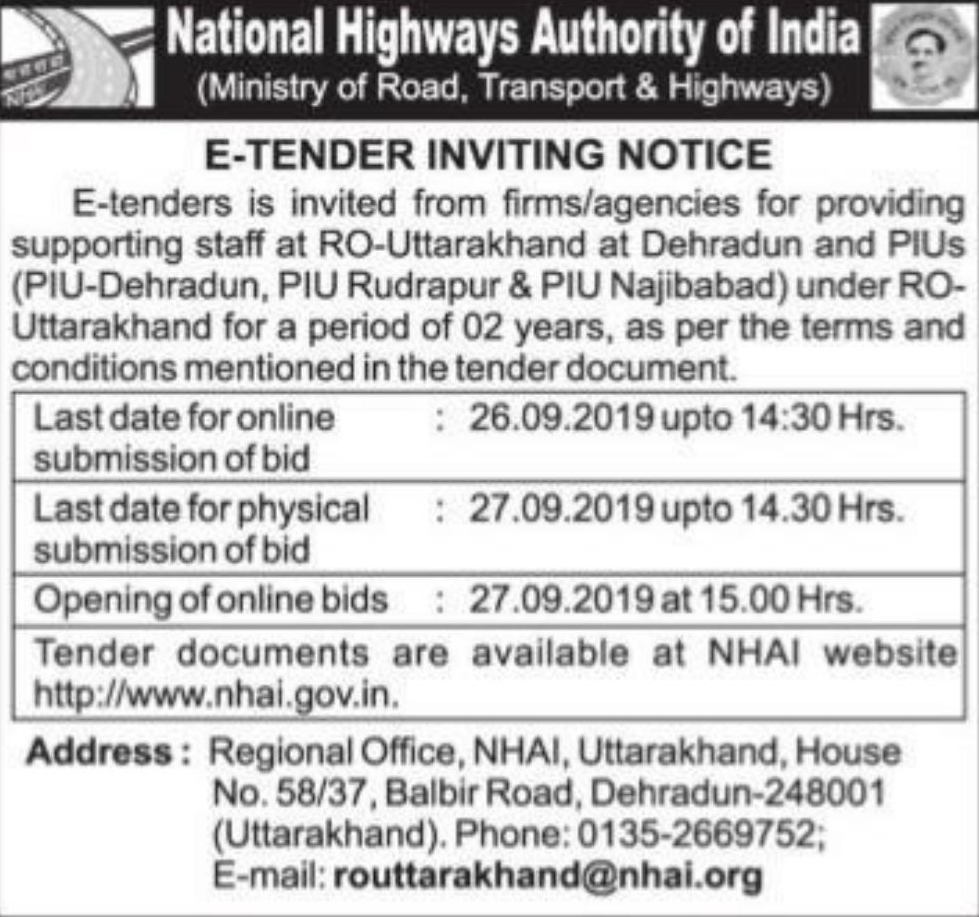 National Highways Authority of India
(Ministry of Road, Transport & Highways)
NHAI
E-TENDER INVITING NOTICE
E-tenders is invited from firms/agencies for providing
supporting staff at RO-Uttarakhand at Dehradun and PIUs
(PIU-Dehradun, PIU Rudrapur & PIU Najibabad) under RO-
Uttarakhand for a period of 02 years, as per the terms and
conditions mentioned in the tender document.
Last date for online : 26.09.2019 upto 14:30 Hrs.
submission of bid
Last date for physical : 27.09.2019 upto 14.30 Hrs.
submission of bid
Opening of online bids : 27.09.2019 at 15.00 Hrs.
Tender documents are available at NHAI website
http://www.nhai.gov.in.
Address : Regional Office, NHAI, Uttarakhand, House
No. 58/37, Balbir Road, Dehradun-248001
(Uttarakhand). Phone: 0135-2669752;
E-mail: routtarakhand@nhai.org